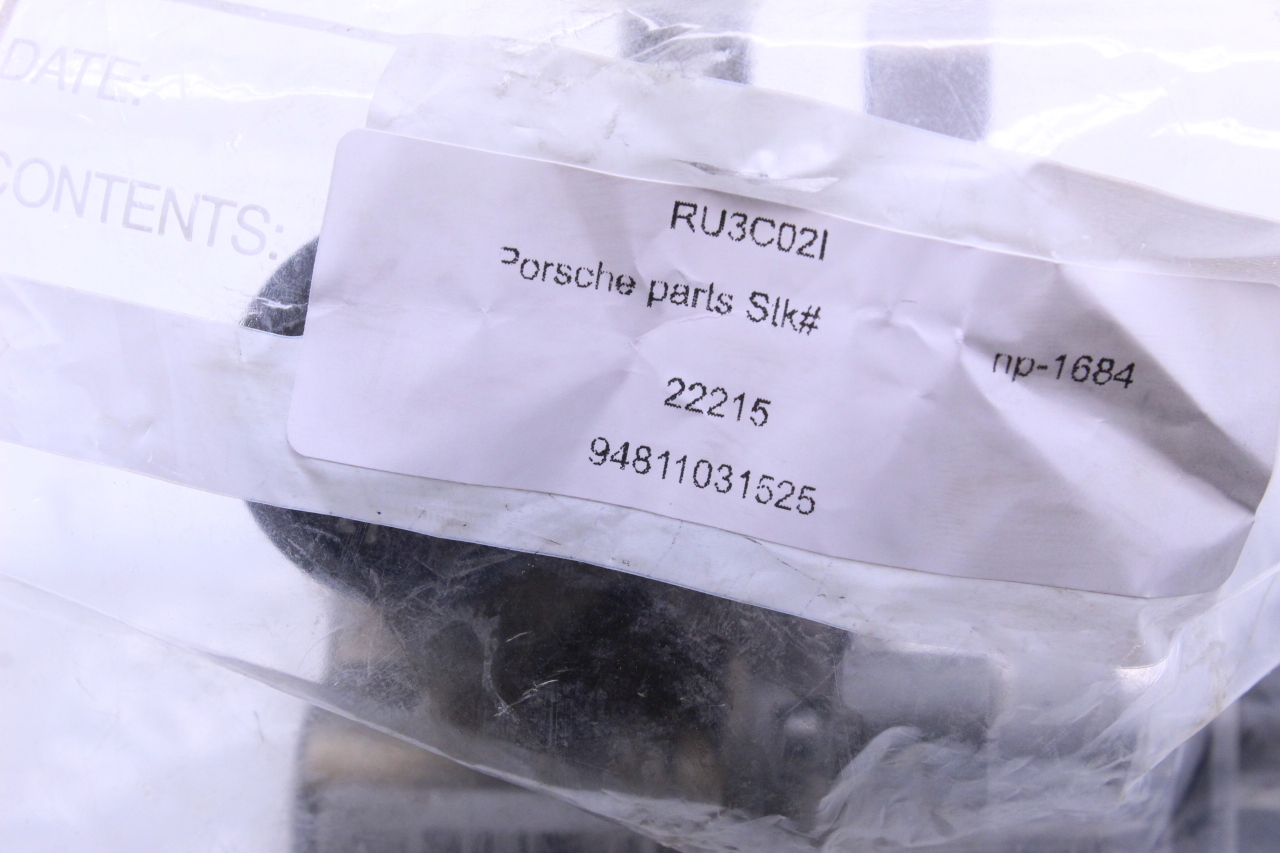 DATE:
CONTENTS:
RU3C02I
Porsche parts Stk#
np-1684
22215
94811031525